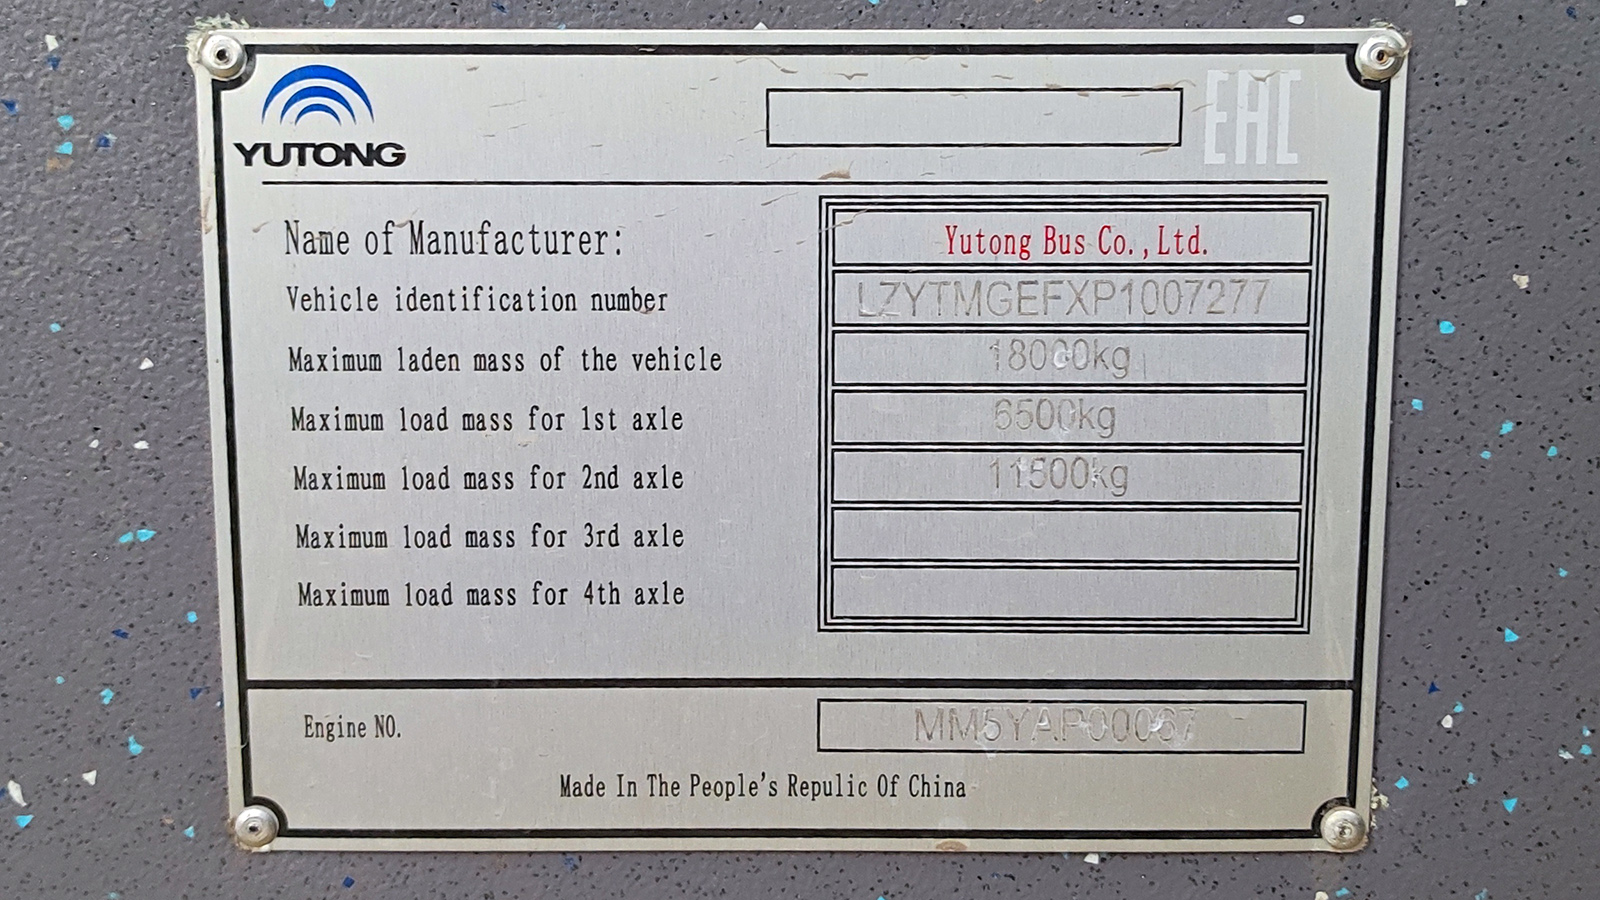 YUTONG
EAC
Name of Manufacturer: Yutong Bus Co.,Ltd.
Vehicle identification number LZYTMGEFXP1007277
Maximum laden mass of the vehicle 18000kg
Maximum load mass for 1st axle 6500kg
Maximum load mass for 2nd axle 11500kg
Maximum load mass for 3rd axle
Maximum load mass for 4th axle
Engine NO. MM5YAP00067
Made In The People's Repulic Of China